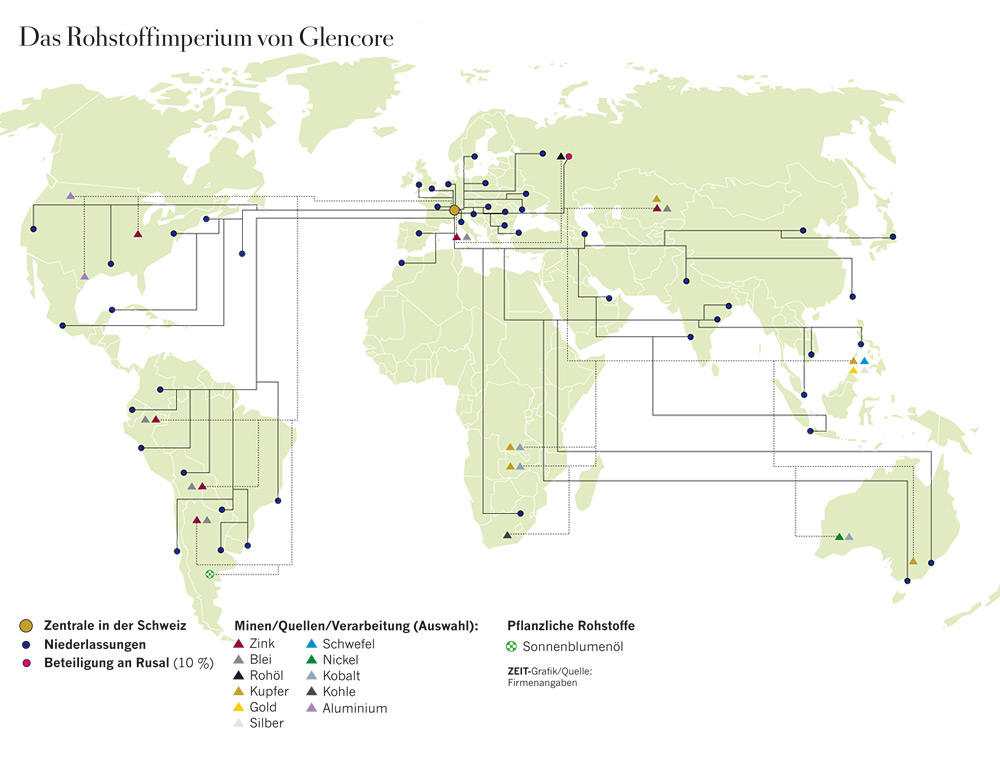 Das Rohstoffimperium von Glencore
Zentrale in der Schweiz
Niederlassungen
Beteiligung an Rusal (10 %)
Minen/Quellen/Verarbeitung (Auswahl):
Zink
Blei
Rohöl
Kupfer
Gold
Silber
Schwefel
Nickel
Kobalt
Kohle
Aluminium
Pflanzliche Rohstoffe
Sonnenblumenöl
ZEIT-Grafik/Quelle:
Firmenangaben